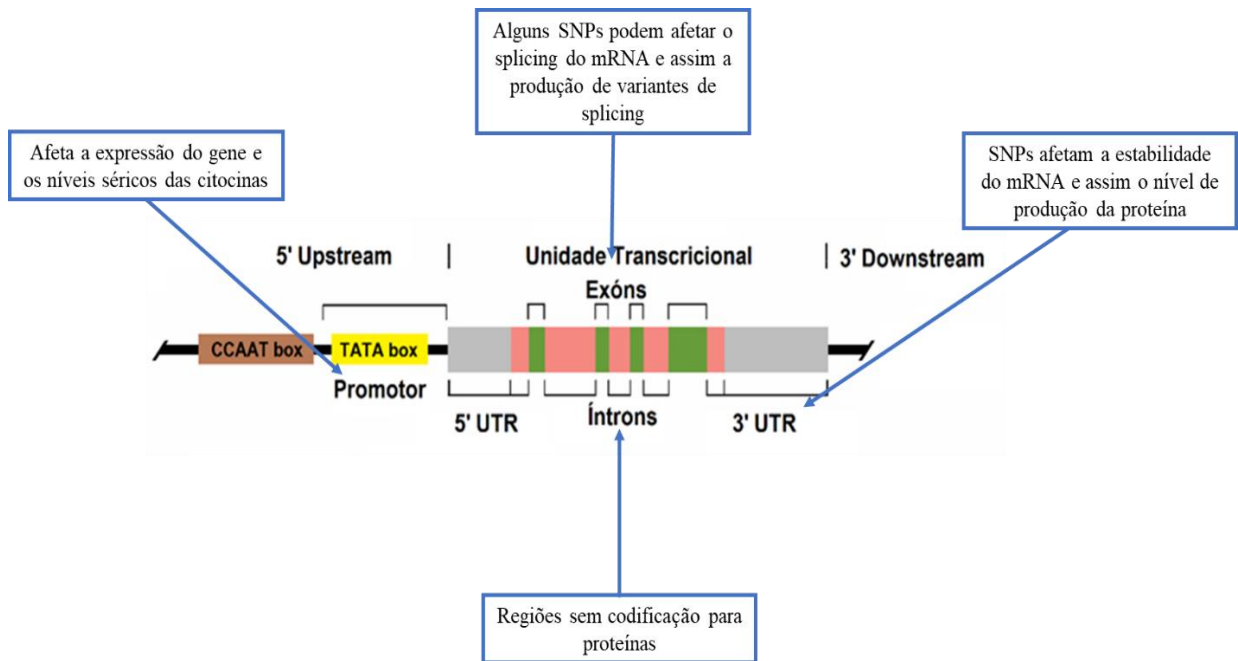 Alguns SNPs podem afetar o
splicing do mRNA e assim a
produção de variantes de
splicing
Afeta a expressão do gene e
os níveis séricos das citocinas
SNPs afetam a estabilidade
do mRNA e assim o nível de
produção da proteína
5' Upstream
Unidade Transcricional
3' Downstream
Exóns
CCAAT box
TATA box
Promotor
5' UTR
Íntrons
3' UTR
Regiões sem codificação para
proteínas